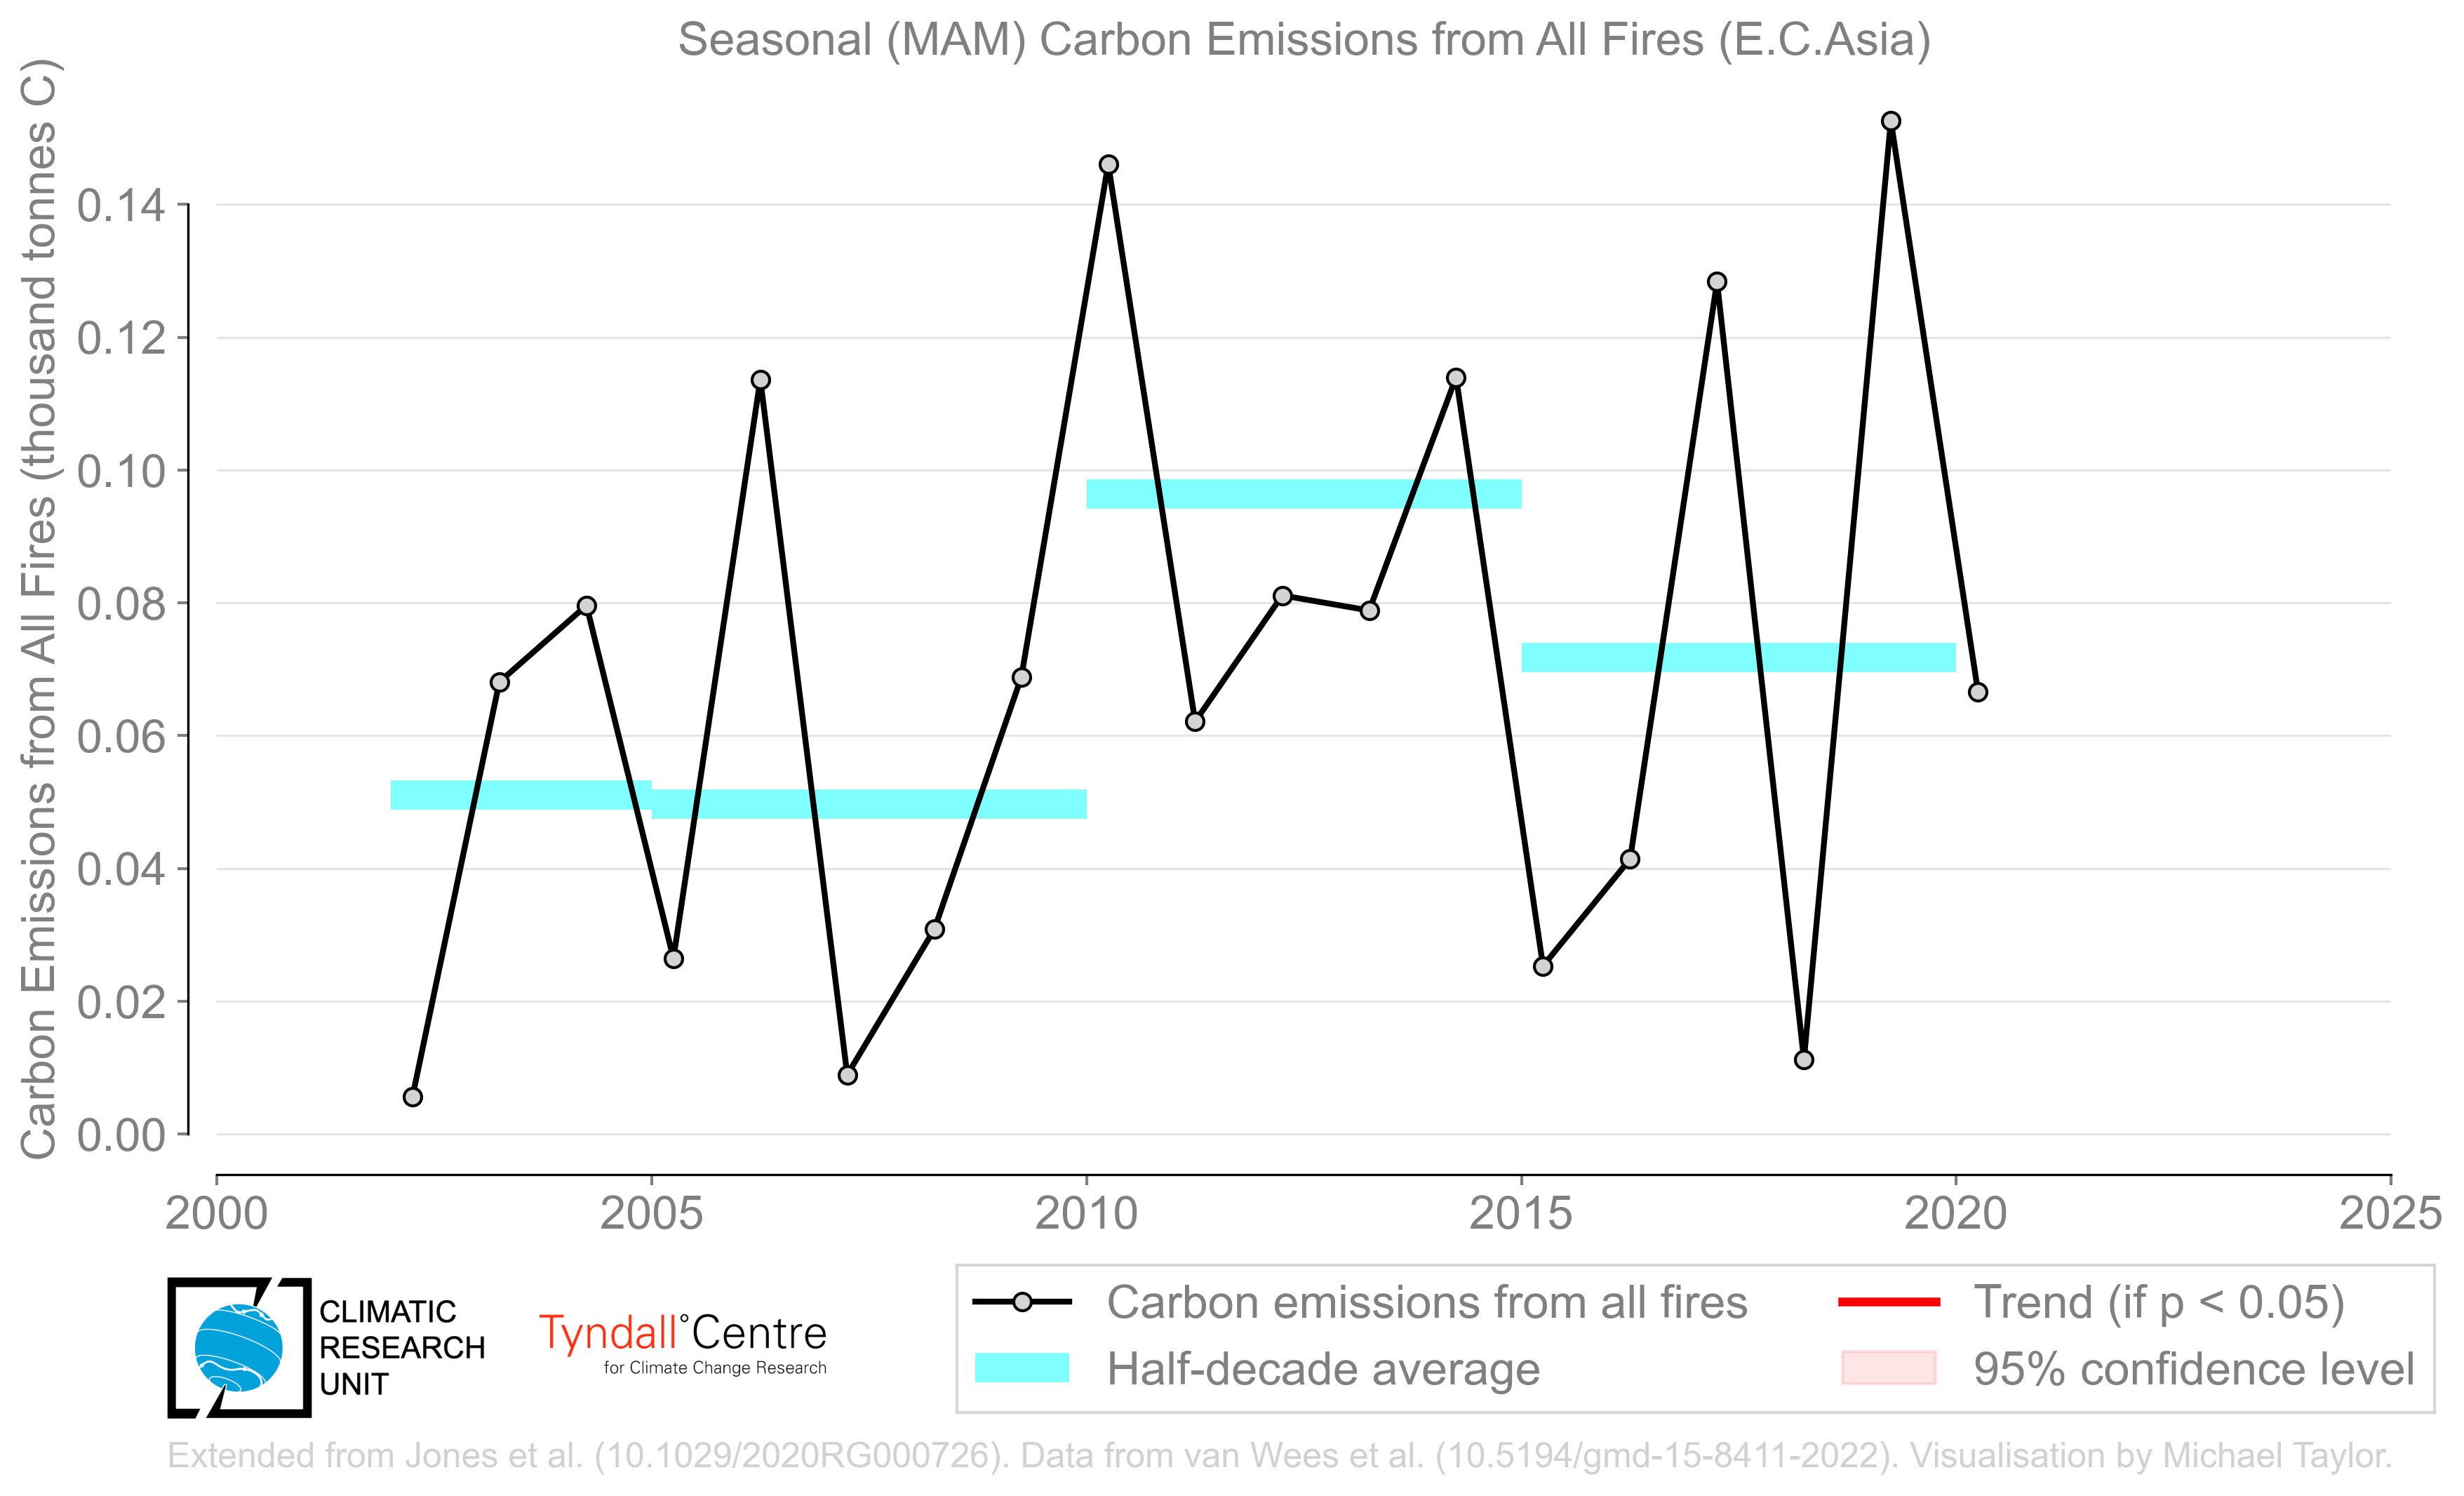 Seasonal (MAM) Carbon Emissions from All Fires (E.C.Asia)
Carbon Emissions from All Fires (thousand tonnes C)
0.14
0.12
0.10
0.08
0.06
0.04
0.02
0.00
2000 2005 2010 2015 2020 2025
CLIMATIC
RESEARCH
UNIT
Tyndall°Centre
for Climate Change Research
Carbon emissions from all fires
Half-decade average
Trend (if p < 0.05)
95% confidence level
Extended from Jones et al. (10.1029/2020RG000726). Data from van Wees et al. (10.5194/gmd-15-8411-2022). Visualisation by Michael Taylor.